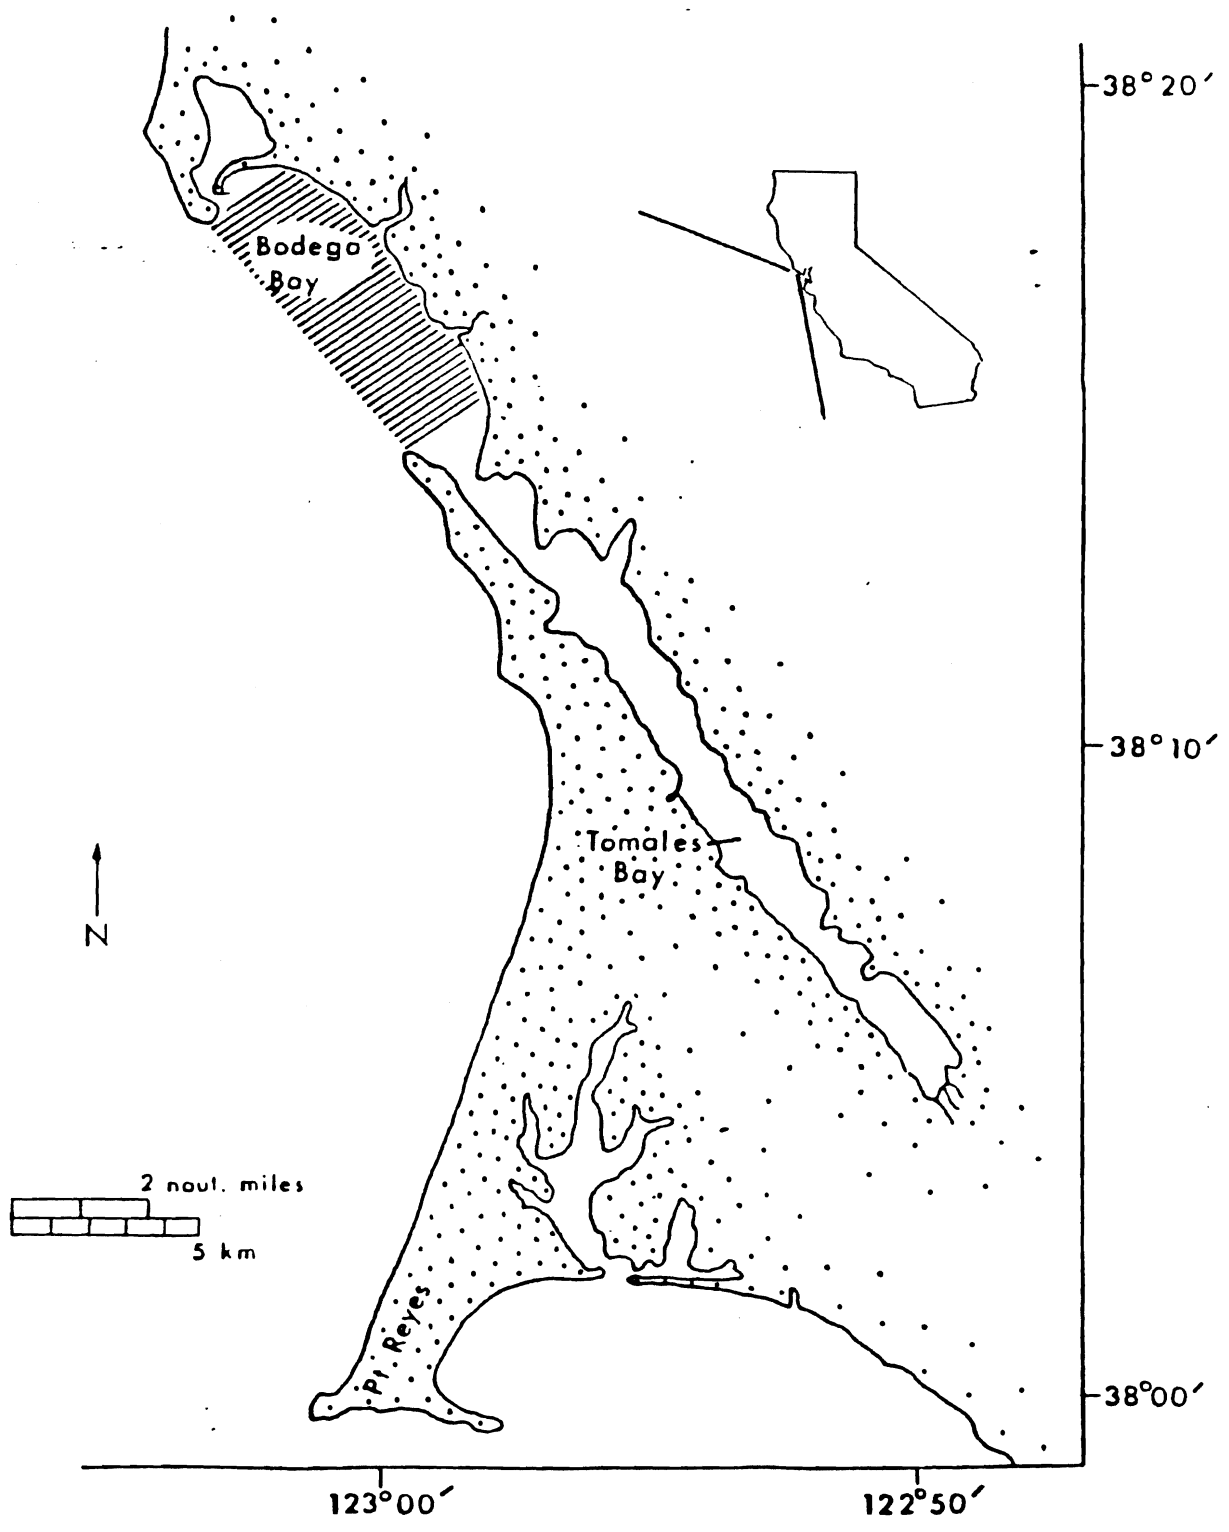 38° 20′
Bodega
Bay
38° 10′
Tomales
Bay
N
2 naut. miles
5 km
Pt. Reyes
38° 00′
123° 00′
122° 50′